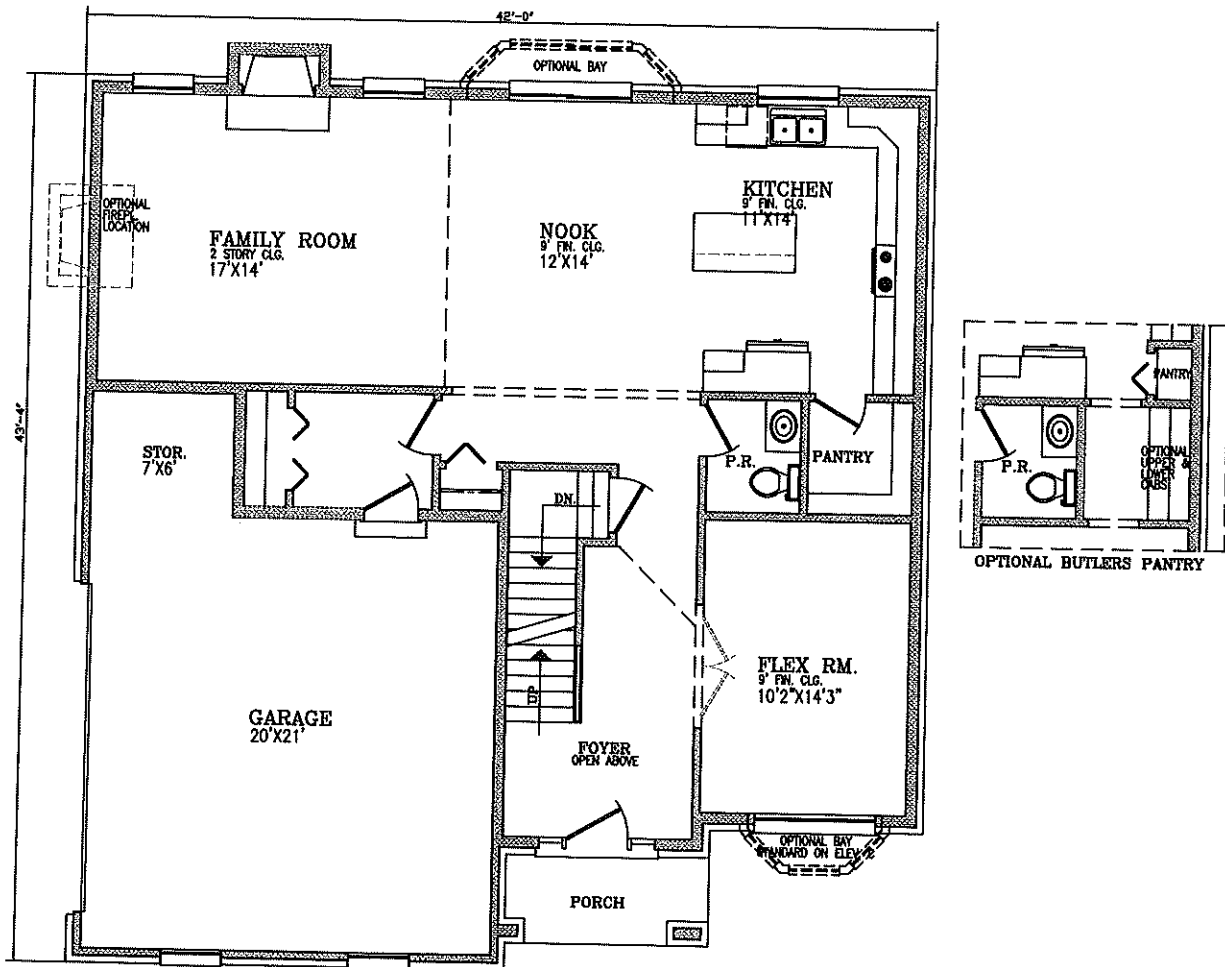 42'-0"
OPTIONAL BAY
KITCHEN
9' FIN. CLG.
11'X14'
OPTIONAL
FIREPL.
LOCATION
FAMILY ROOM
2 STORY CLG.
17'X14'
NOOK
9' FIN. CLG.
12'X14'
43'-4"
STOR.
7'X6'
P.R.
PANTRY
DN.
UP
PANTRY
P.R.
OPTIONAL
UPPER &
LOWER
CABS
OPTIONAL BUTLERS PANTRY
FLEX RM.
9' FIN. CLG.
10'2"X14'3"
GARAGE
20'X21'
FOYER
OPEN ABOVE
OPTIONAL BAY
STANDARD ON ELEV
PORCH